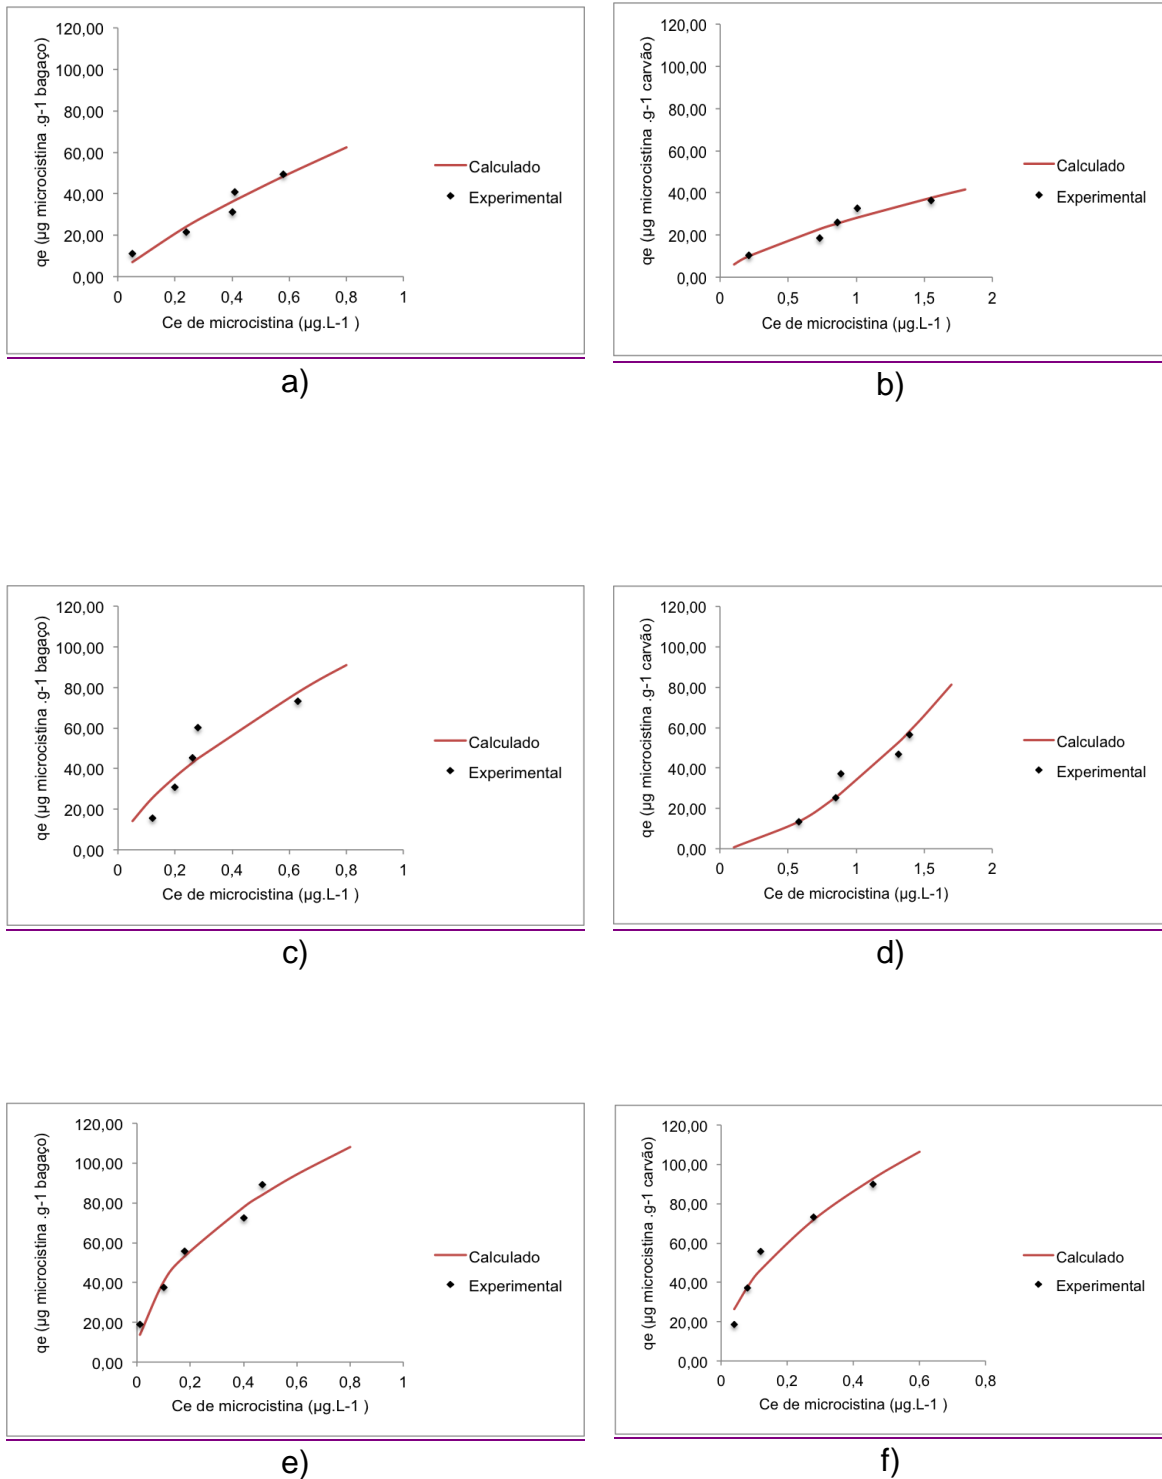 qe (µg microcistina .g-1 bagaço)
120,00
100,00
80,00
60,00
40,00
20,00
0,00
0 0,2 0,4 0,6 0,8 1
Ce de microcistina (µg.L-1 )
Calculado
Experimental
a)
qe (µg microcistina .g-1 carvão)
120,00
100,00
80,00
60,00
40,00
20,00
0,00
0 0,5 1 1,5 2
Ce de microcistina (µg.L-1 )
Calculado
Experimental
b)
qe (µg microcistina .g-1 bagaço)
120,00
100,00
80,00
60,00
40,00
20,00
0,00
0 0,2 0,4 0,6 0,8 1
Ce de microcistina (µg.L-1 )
Calculado
Experimental
c)
qe (µg microcistina .g-1 carvão)
120,00
100,00
80,00
60,00
40,00
20,00
0,00
0 0,5 1 1,5 2
Ce de microcistina (µg.L-1)
Calculado
Experimental
d)
qe (µg microcistina .g-1 bagaço)
120,00
100,00
80,00
60,00
40,00
20,00
0,00
0 0,2 0,4 0,6 0,8 1
Ce de microcistina (µg.L-1 )
Calculado
Experimental
e)
qe (µg microcistina .g-1 carvão)
120,00
100,00
80,00
60,00
40,00
20,00
0,00
0 0,2 0,4 0,6 0,8
Ce de microcistina (µg.L-1 )
Calculado
Experimental
f)